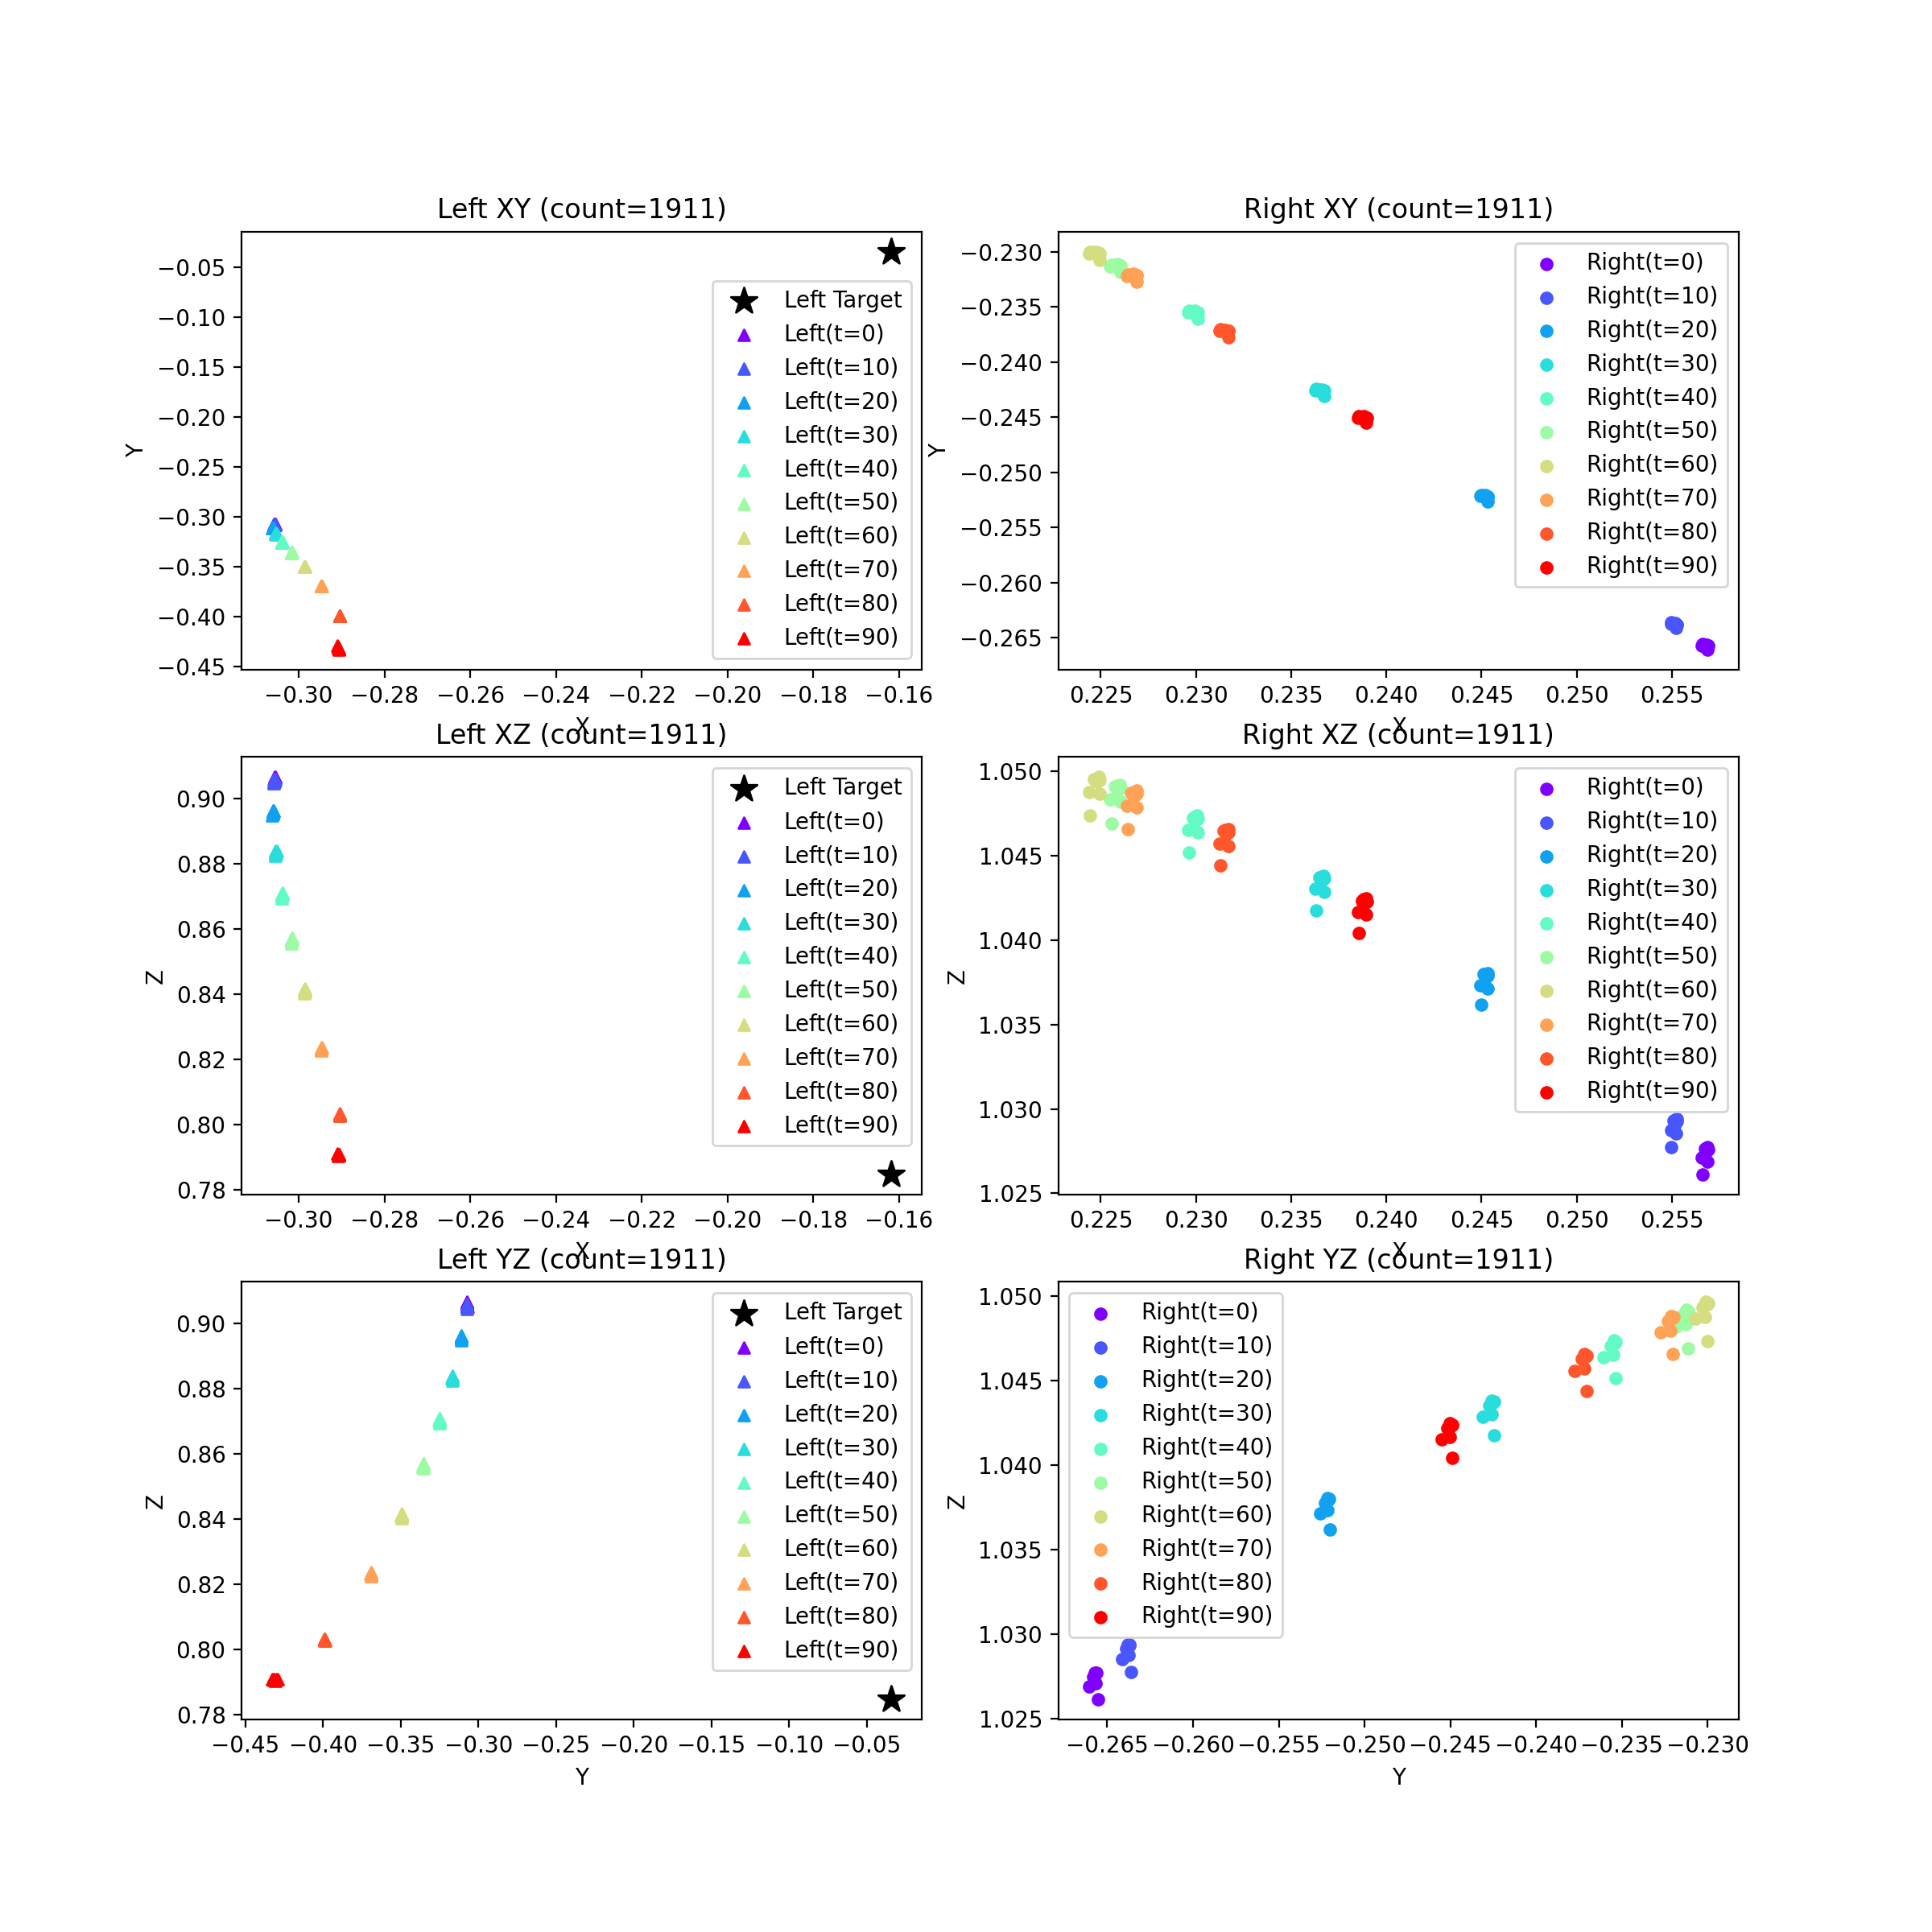 Left XY (count=1911)
Y
−0.05
−0.10
−0.15
−0.20
−0.25
−0.30
−0.35
−0.40
−0.45
Left Target
Left(t=0)
Left(t=10)
Left(t=20)
Left(t=30)
Left(t=40)
Left(t=50)
Left(t=60)
Left(t=70)
Left(t=80)
Left(t=90)
−0.30 −0.28 −0.26 −0.24 −0.22 −0.20 −0.18 −0.16
X
Right XY (count=1911)
Y
−0.230
−0.235
−0.240
−0.245
−0.250
−0.255
−0.260
−0.265
Right(t=0)
Right(t=10)
Right(t=20)
Right(t=30)
Right(t=40)
Right(t=50)
Right(t=60)
Right(t=70)
Right(t=80)
Right(t=90)
0.225 0.230 0.235 0.240 0.245 0.250 0.255
X
Left XZ (count=1911)
Z
0.90
0.88
0.86
0.84
0.82
0.80
0.78
Left Target
Left(t=0)
Left(t=10)
Left(t=20)
Left(t=30)
Left(t=40)
Left(t=50)
Left(t=60)
Left(t=70)
Left(t=80)
Left(t=90)
−0.30 −0.28 −0.26 −0.24 −0.22 −0.20 −0.18 −0.16
X
Right XZ (count=1911)
Z
1.050
1.045
1.040
1.035
1.030
1.025
Right(t=0)
Right(t=10)
Right(t=20)
Right(t=30)
Right(t=40)
Right(t=50)
Right(t=60)
Right(t=70)
Right(t=80)
Right(t=90)
0.225 0.230 0.235 0.240 0.245 0.250 0.255
X
Left YZ (count=1911)
Z
0.90
0.88
0.86
0.84
0.82
0.80
0.78
Left Target
Left(t=0)
Left(t=10)
Left(t=20)
Left(t=30)
Left(t=40)
Left(t=50)
Left(t=60)
Left(t=70)
Left(t=80)
Left(t=90)
−0.45 −0.40 −0.35 −0.30 −0.25 −0.20 −0.15 −0.10 −0.05
Y
Right YZ (count=1911)
Z
1.050
1.045
1.040
1.035
1.030
1.025
Right(t=0)
Right(t=10)
Right(t=20)
Right(t=30)
Right(t=40)
Right(t=50)
Right(t=60)
Right(t=70)
Right(t=80)
Right(t=90)
−0.265 −0.260 −0.255 −0.250 −0.245 −0.240 −0.235 −0.230
Y